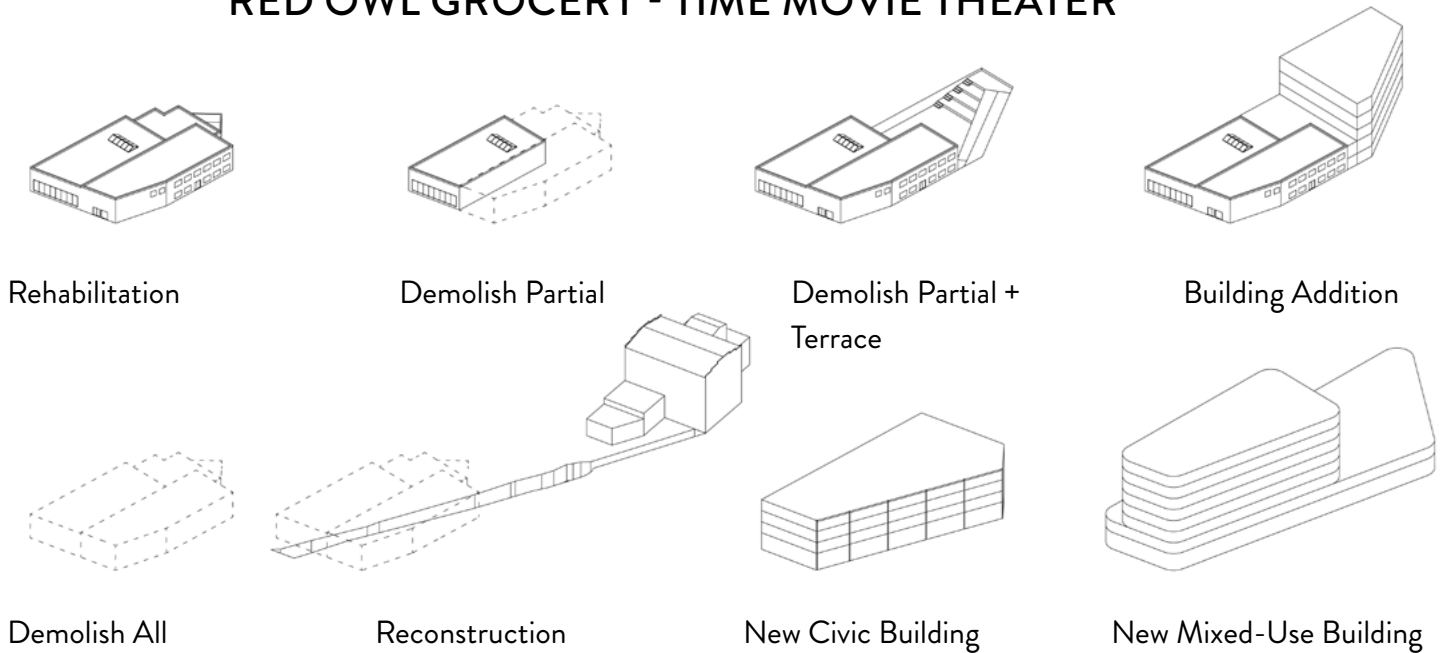 RED OWL GROCERY - TIME MOVIE THEATER
Rehabilitation
Demolish Partial
Demolish Partial +
Terrace
Building Addition
Demolish All
Reconstruction
New Civic Building
New Mixed-Use Building